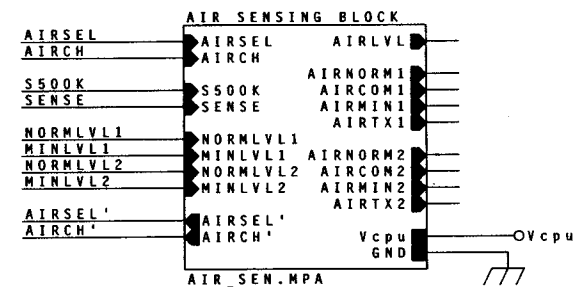 AIR SENSING BLOCK
AIRSEL AIRSEL AIRLVL
AIRCH AIRCH
AIRNORM1
S500K S500K AIRCOM1
SENSE SENSE AIRMIN1
AIRTX1
NORMLVL1 NORMLVL1
MINLVL1 MINLVL1 AIRNORM2
NORMLVL2 NORMLVL2 AIRCOM2
MINLVL2 MINLVL2 AIRMIN2
AIRTX2
AIRSEL' AIRSEL'
AIRCH' AIRCH' Vcpu Vcpu
GND
AIR_SEN.MPA